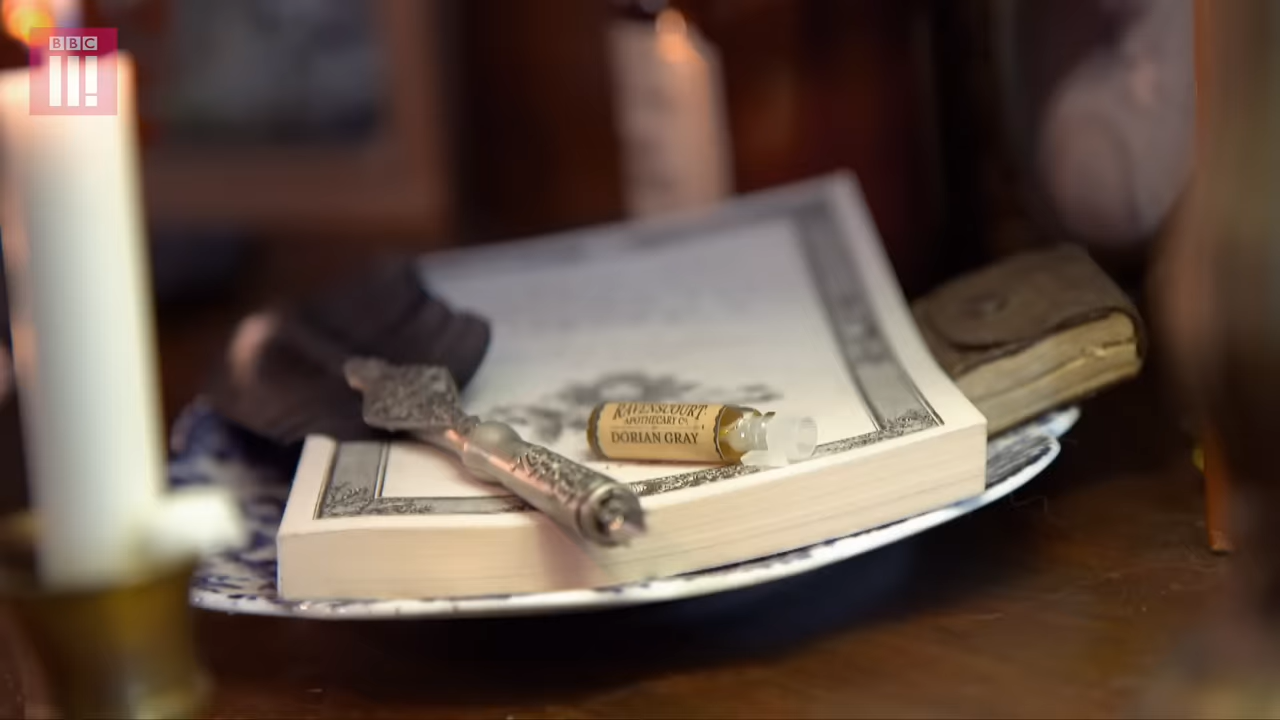 BBC
III!
RAVENSCOURT
APOTHECARY Cº
DORIAN GRAY